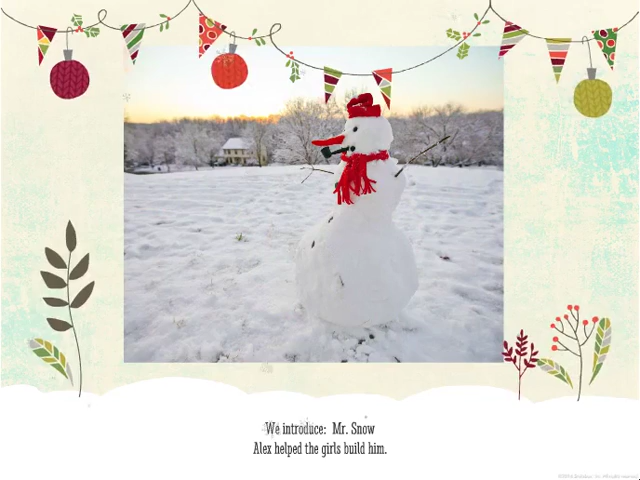 We introduce: Mr. Snow
Alex helped the girls build him.